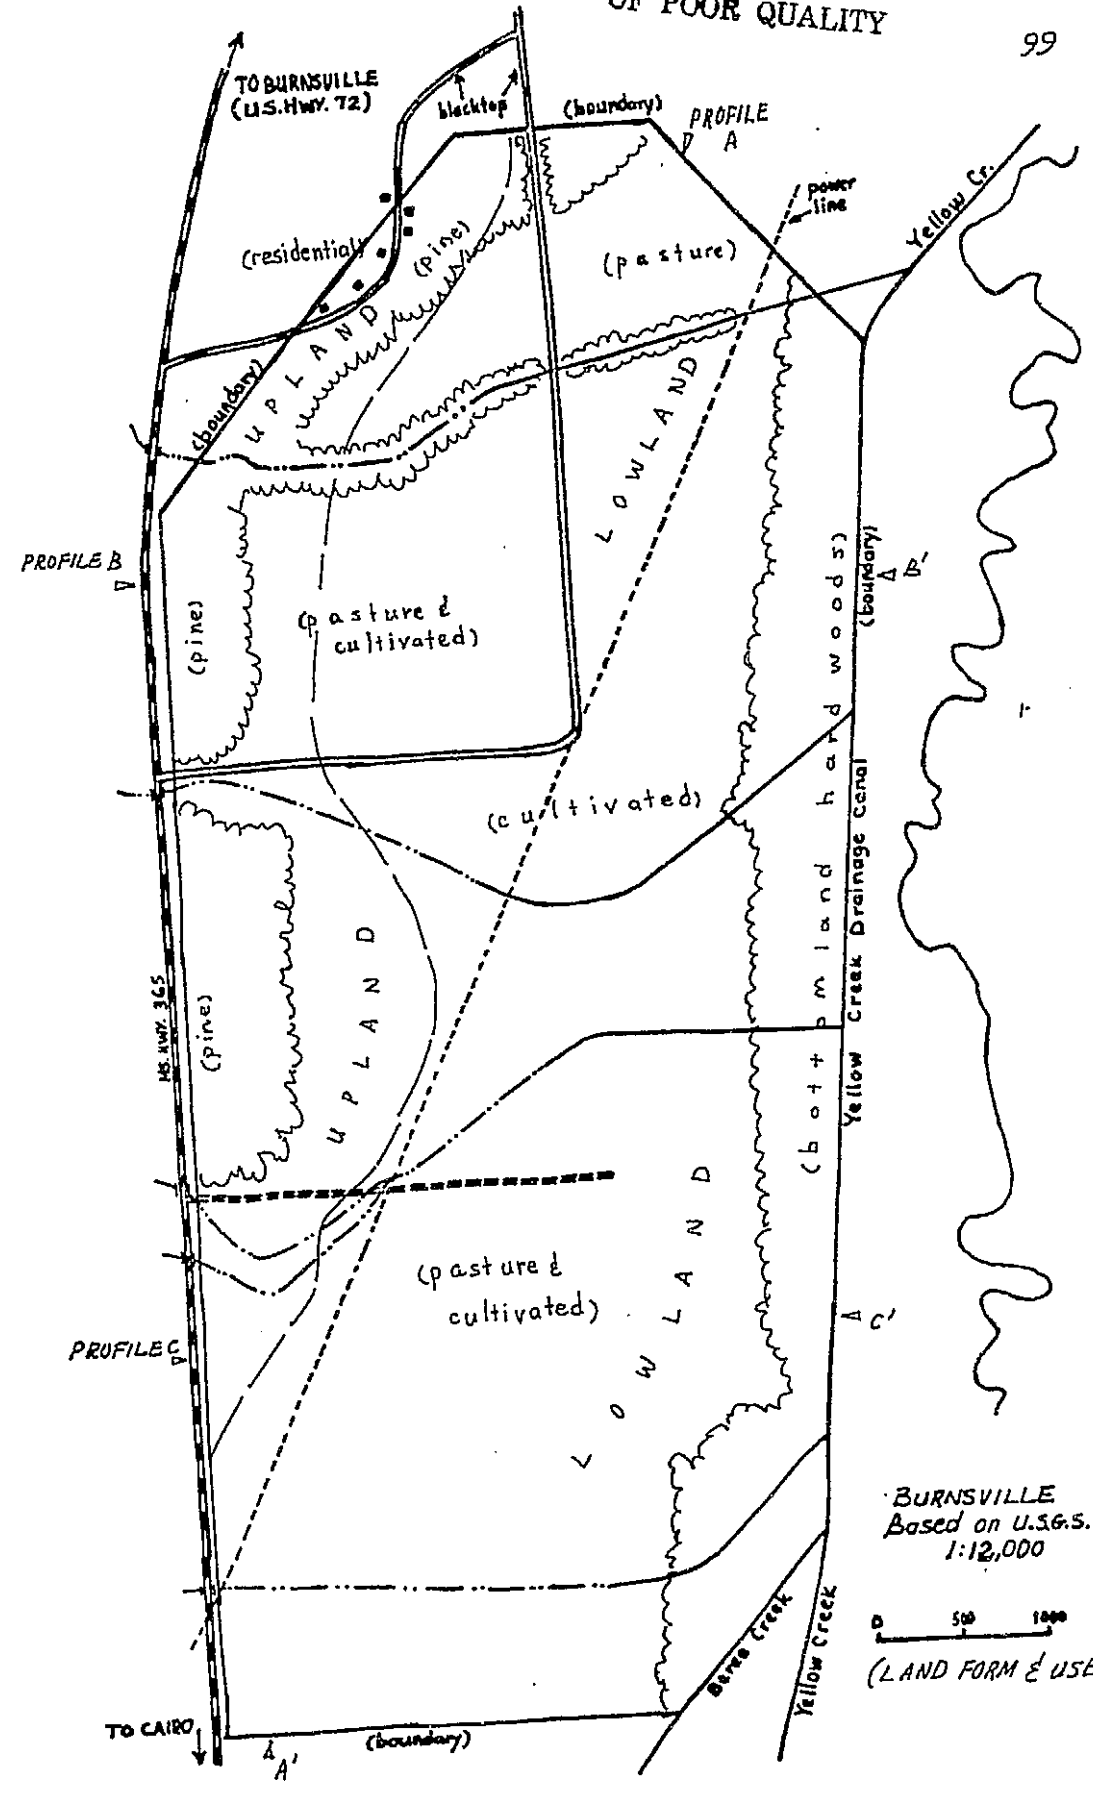 OF POOR QUALITY
99
TO BURNSVILLE
(U.S. HWY. 72)
blacktop
(boundary)
PROFILE
A
power
line
Yellow Cr.
(residential)
(pine)
(pasture)
UPLAND
(boundary)
LOWLAND
PROFILE B
B'
(boundary)
(pine)
(pasture &
cultivated)
(cultivated)
(bottomland hardwoods)
Yellow Creek Drainage Canal
UPLAND
MS. HWY. 365
(pine)
(pasture &
cultivated)
LOWLAND
PROFILE C
C'
BURNSVILLE
Based on U.S.G.S.
1:12,000
0 500 1000
(LAND FORM & USE
Yellow Creek
TO CAIRO
(boundary)
A'